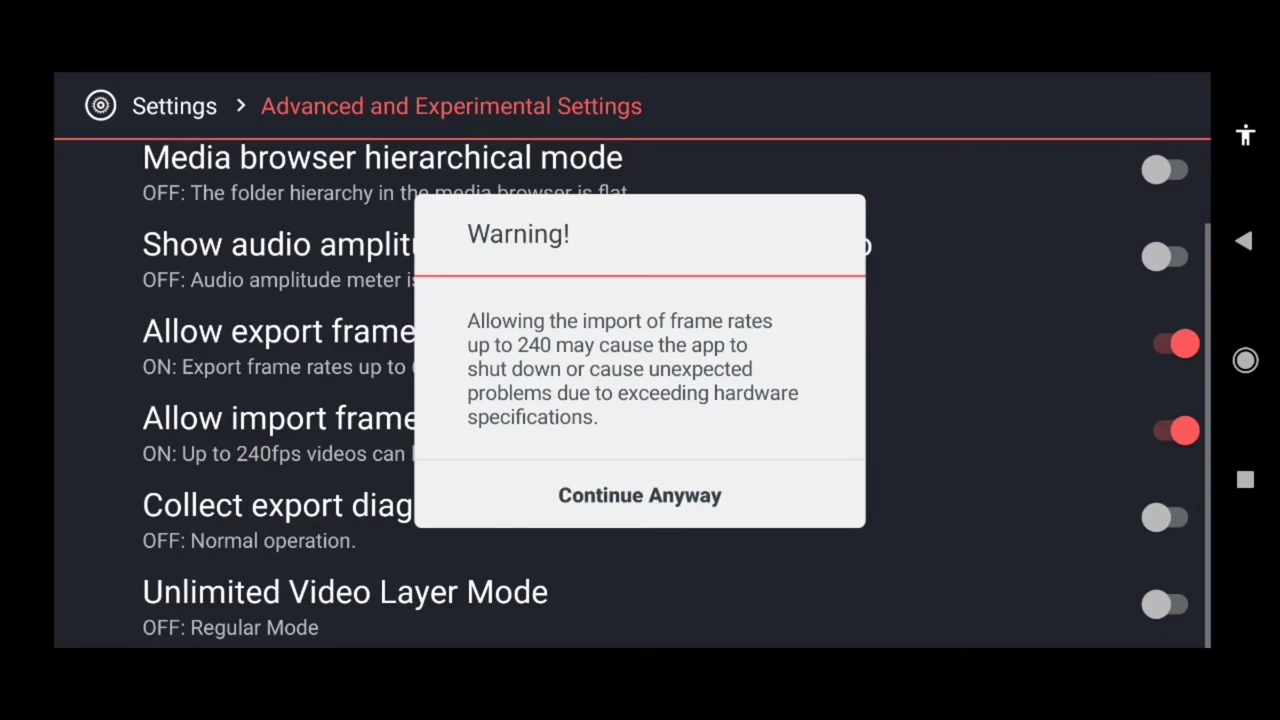 Settings > Advanced and Experimental Settings
Media browser hierarchical mode
OFF: The folder hierarchy in the media browser is flat
Show audio amplit
OFF: Audio amplitude meter is
Allow export frame
ON: Export frame rates up to
Allow import frame
ON: Up to 240fps videos can
Collect export diag
OFF: Normal operation.
Unlimited Video Layer Mode
OFF: Regular Mode
Warning!
Allowing the import of frame rates
up to 240 may cause the app to
shut down or cause unexpected
problems due to exceeding hardware
specifications.
Continue Anyway